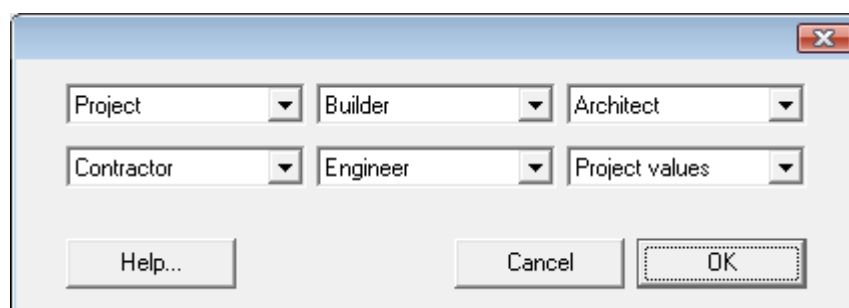 Project Builder Architect
Contractor Engineer Project values
Help... Cancel OK